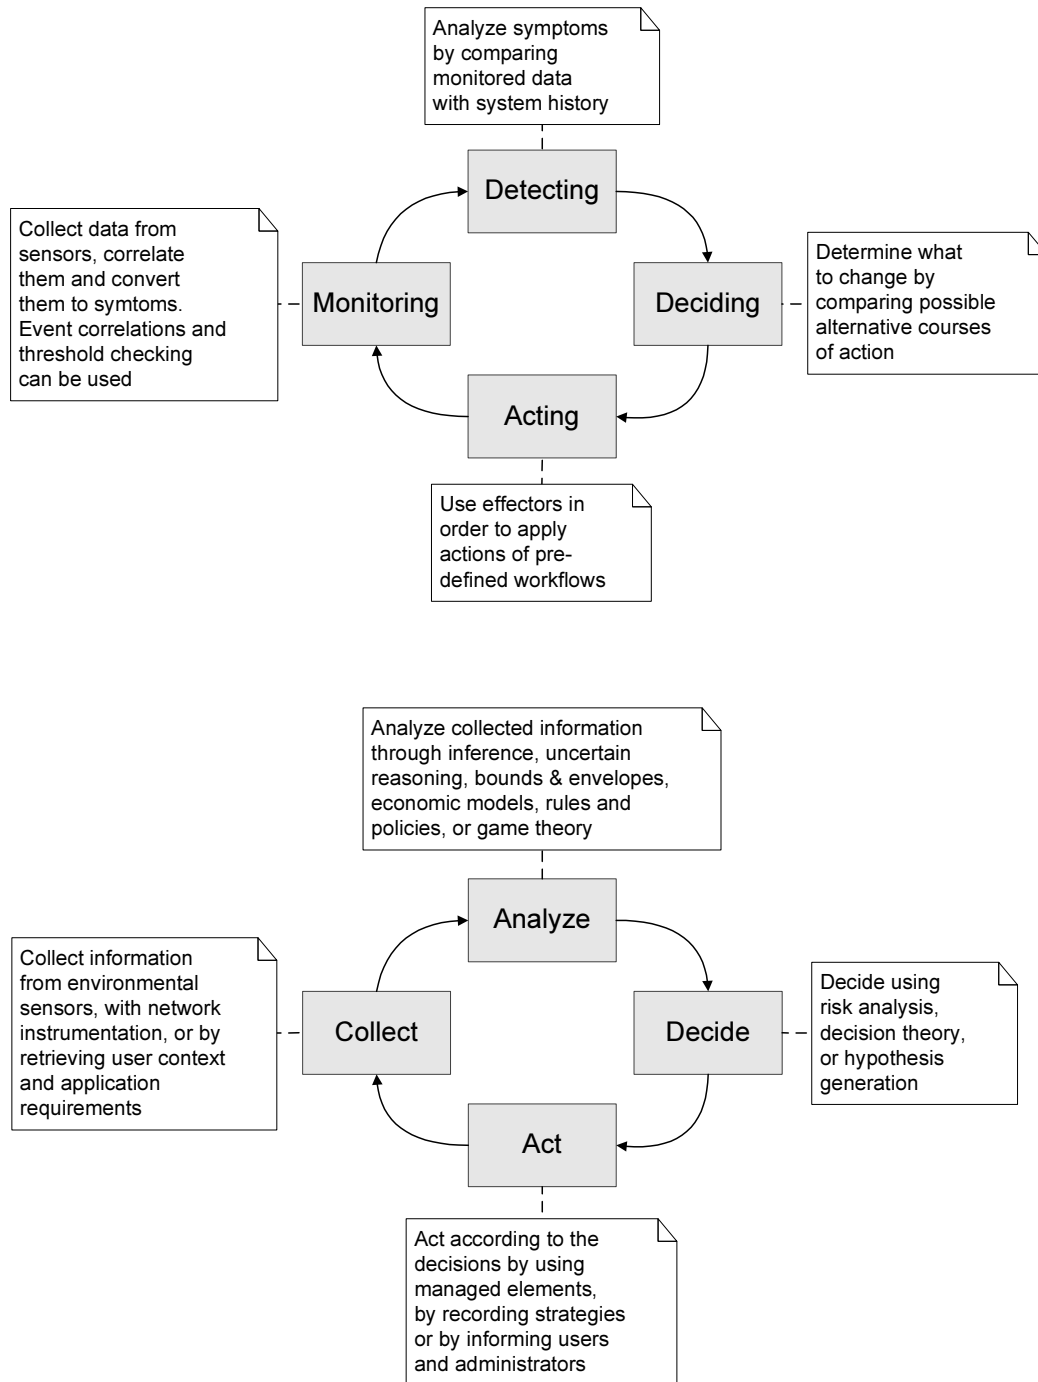 Analyze symptoms
by comparing
monitored data
with system history
Detecting
Collect data from
sensors, correlate
them and convert
them to symtoms.
Event correlations and
threshold checking
can be used
Monitoring
Deciding
Determine what
to change by
comparing possible
alternative courses
of action
Acting
Use effectors in
order to apply
actions of pre-
defined workflows
Analyze collected information
through inference, uncertain
reasoning, bounds & envelopes,
economic models, rules and
policies, or game theory
Analyze
Collect information
from environmental
sensors, with network
instrumentation, or by
retrieving user context
and application
requirements
Collect
Decide
Decide using
risk analysis,
decision theory,
or hypothesis
generation
Act
Act according to the
decisions by using
managed elements,
by recording strategies
or by informing users
and administrators